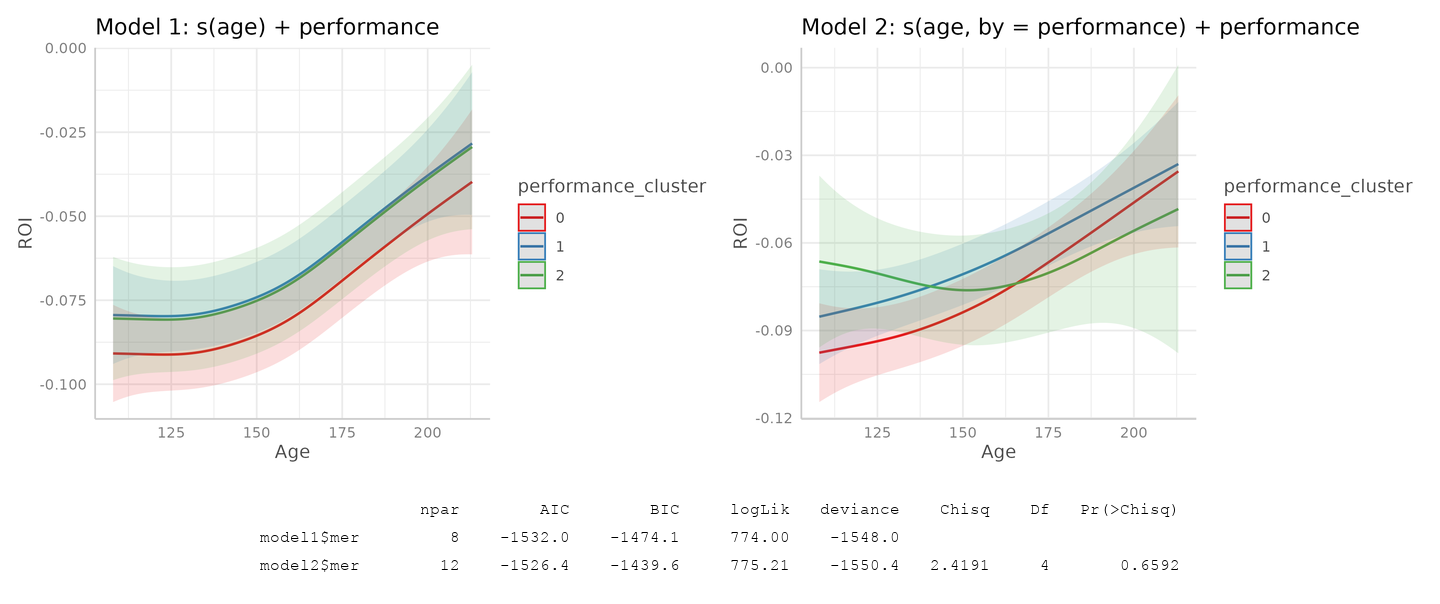 Model 1: s(age) + performance
0.000
-0.025
-0.050
-0.075
-0.100
ROI
125 150 175 200
Age
performance_cluster
0
1
2
Model 2: s(age, by = performance) + performance
0.00
-0.03
-0.06
-0.09
-0.12
ROI
125 150 175 200
Age
performance_cluster
0
1
2
npar AIC BIC logLik deviance Chisq Df Pr(>Chisq)
model1$mer 8 -1532.0 -1474.1 774.00 -1548.0
model2$mer 12 -1526.4 -1439.6 775.21 -1550.4 2.4191 4 0.6592